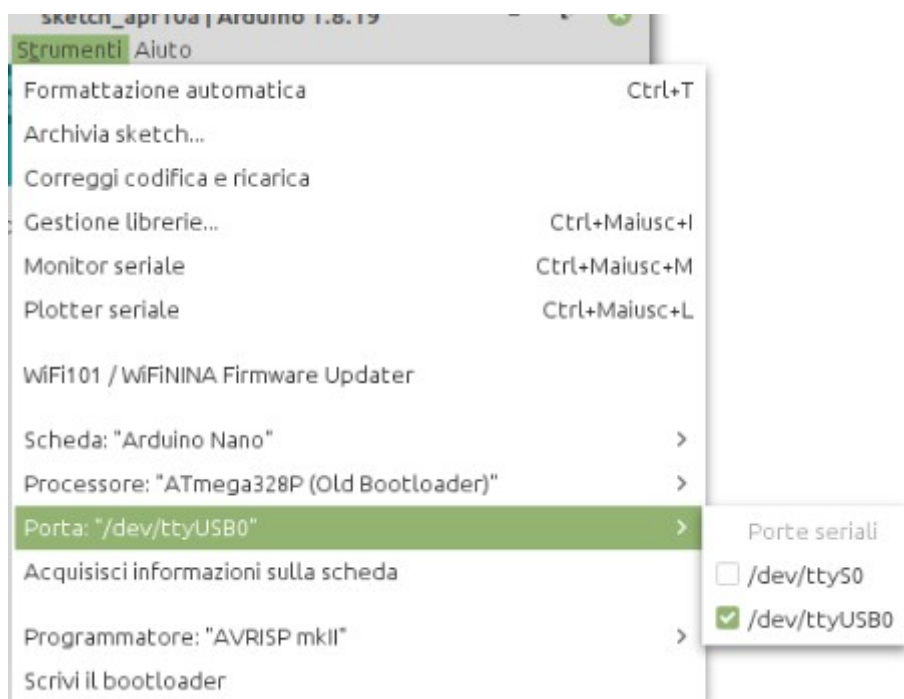 sketch_apr10a | Arduino 1.8.19
Strumenti Aiuto
Formattazione automatica Ctrl+T
Archivia sketch...
Correggi codifica e ricarica
Gestione librerie... Ctrl+Maiusc+I
Monitor seriale Ctrl+Maiusc+M
Plotter seriale Ctrl+Maiusc+L
WiFi101 / WiFiNINA Firmware Updater
Scheda: "Arduino Nano"
Processore: "ATmega328P (Old Bootloader)"
Porta: "/dev/ttyUSB0"
Porte seriali
/dev/ttyS0
/dev/ttyUSB0
Acquisisci informazioni sulla scheda
Programmatore: "AVRISP mkII"
Scrivi il bootloader